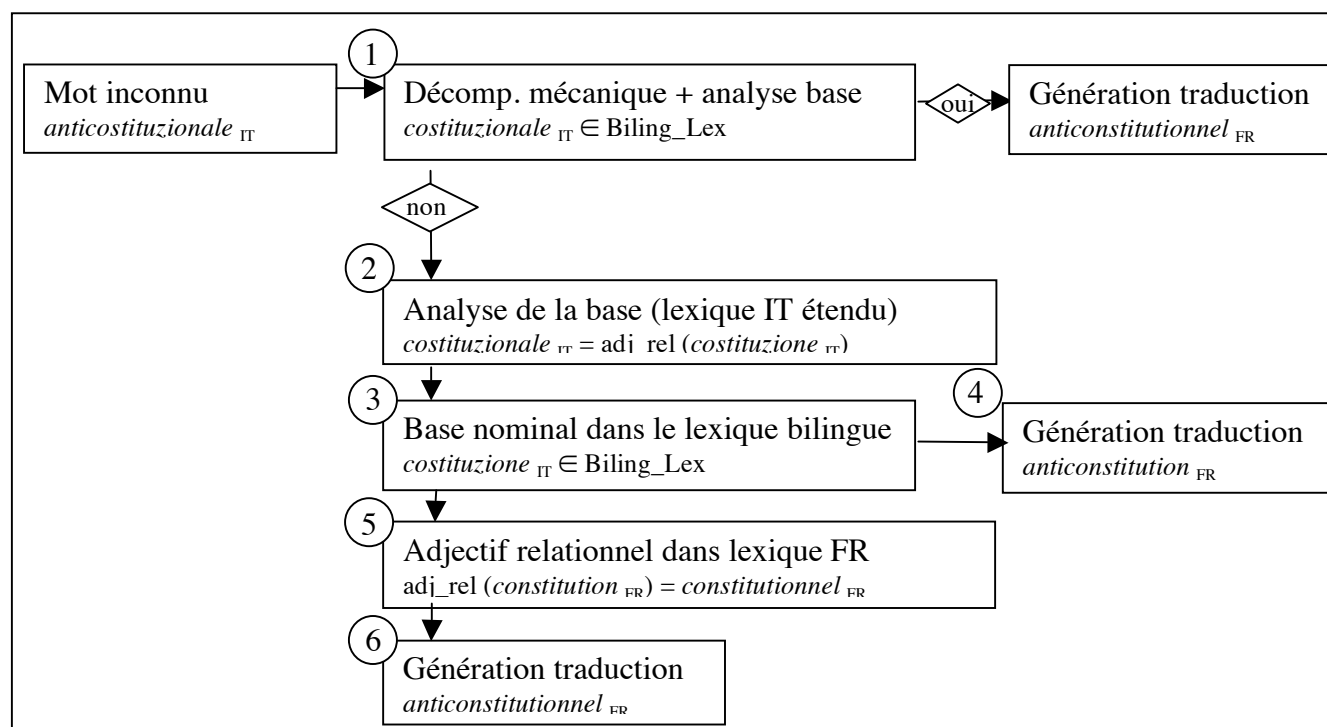 1
Mot inconnu
anticostituzionale IT
Décomp. mécanique + analyse base
costituzionale IT ∈ Biling_Lex
oui
Génération traduction
anticonstitutionnel FR
non
2
Analyse de la base (lexique IT étendu)
costituzionale IT = adj_rel (costituzione IT)
3
Base nominal dans le lexique bilingue
costituzione IT ∈ Biling_Lex
4
Génération traduction
anticonstitution FR
5
Adjectif relationnel dans lexique FR
adj_rel (constitution FR) = constitutionnel FR
6
Génération traduction
anticonstitutionnel FR